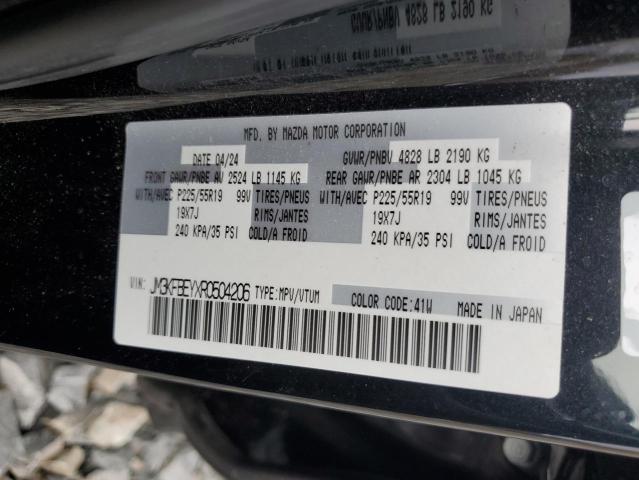 MFD. BY MAZDA MOTOR CORPORATION
DATE 04/24 GVWR/PNBV 4828 LB 2190 KG
FRONT GAWR/PNBE AV 2524 LB 1145 KG REAR GAWR/PNBE AR 2304 LB 1045 KG
WITH/AVEC P225/55R19 99V TIRES/PNEUS WITH/AVEC P225/55R19 99V TIRES/PNEUS
19X7J RIMS/JANTES 19X7J RIMS/JANTES
240 KPA/35 PSI COLD/A FROID 240 KPA/35 PSI COLD/A FROID
VIN: JM3KFBEYXR0504206 TYPE:MPV/VTUM COLOR CODE:41W MADE IN JAPAN